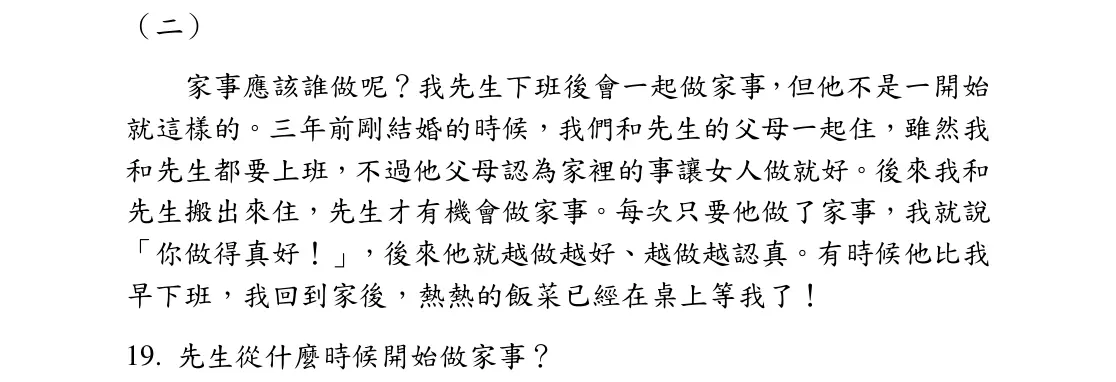 （二）
家事應該誰做呢？我先生下班後會一起做家事，但他不是一開始
就這樣的。三年前剛結婚的時候，我們和先生的父母一起住，雖然我
和先生都要上班，不過他父母認為家裡的事讓女人做就好。後來我和
先生搬出來住，先生才有機會做家事。每次只要他做了家事，我就說
「你做得真好！」，後來他就越做越好、越做越認真。有時候他比我
早下班，我回到家後，熱熱的飯菜已經在桌上等我了！
19. 先生從什麼時候開始做家事？